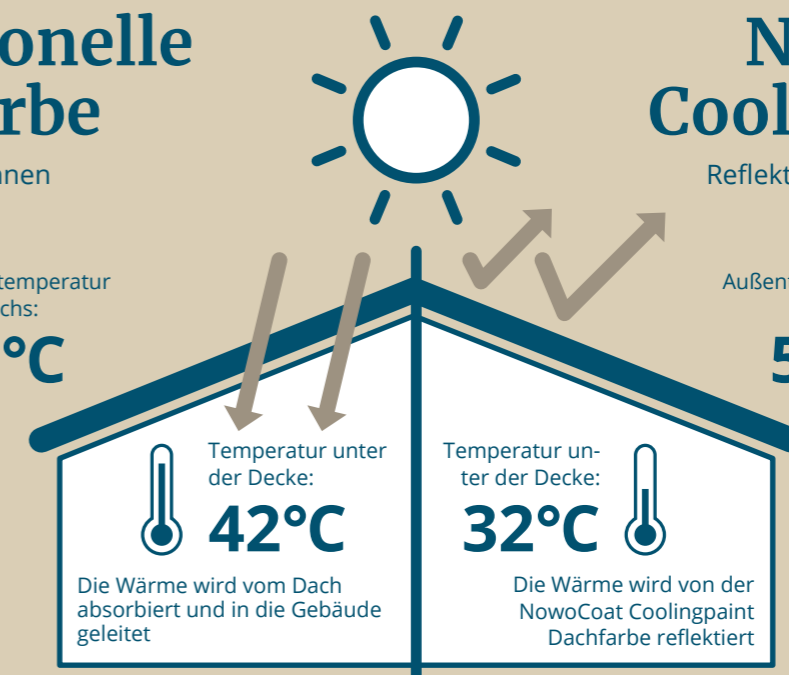 onelle
rbe
nnen
temperatur
chs:
°C
N
Cool
Reflekt
Außent
5
Temperatur unter
der Decke:
42°C
Die Wärme wird vom Dach
absorbiert und in die Gebäude
geleitet
Temperatur un-
ter der Decke:
32°C
Die Wärme wird von der
NowoCoat Coolingpaint
Dachfarbe reflektiert